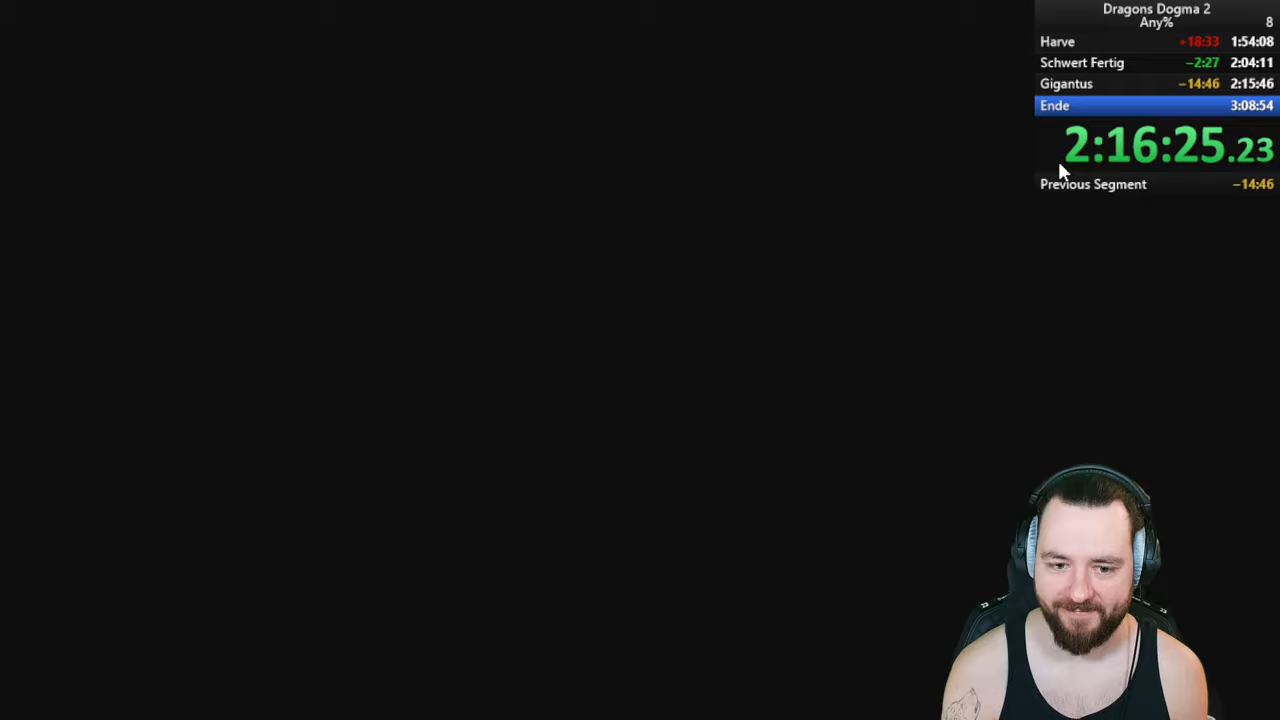 Dragons Dogma 2
Any% 8
Harve +18:33 1:54:08
Schwert Fertig −2:27 2:04:11
Gigantus −14:46 2:15:46
Ende 3:08:54
2:16:25.23
Previous Segment −14:46